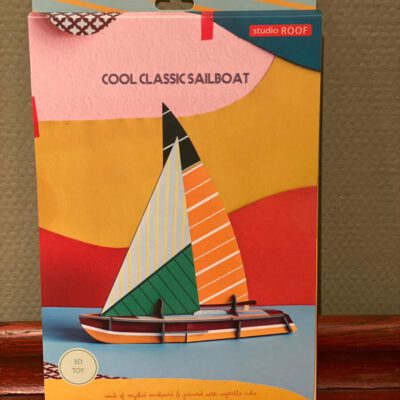 studio ROOF
COOL CLASSIC SAILBOAT
3D
TOY
made of recycled cardboard & printed with vegetable inks